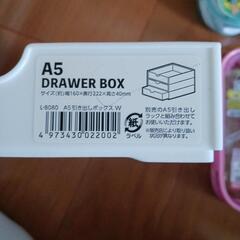 A5
DRAWER BOX
サイズ(約)幅160×奥行222×高さ40mm
L-8080 A5引き出しボックス W
4 973430 022002
紙
ラベル
別売のA5引き出し
ラックと組み合わせて
お使いいただけます。
※販売店により取り扱い
状況が異なります。